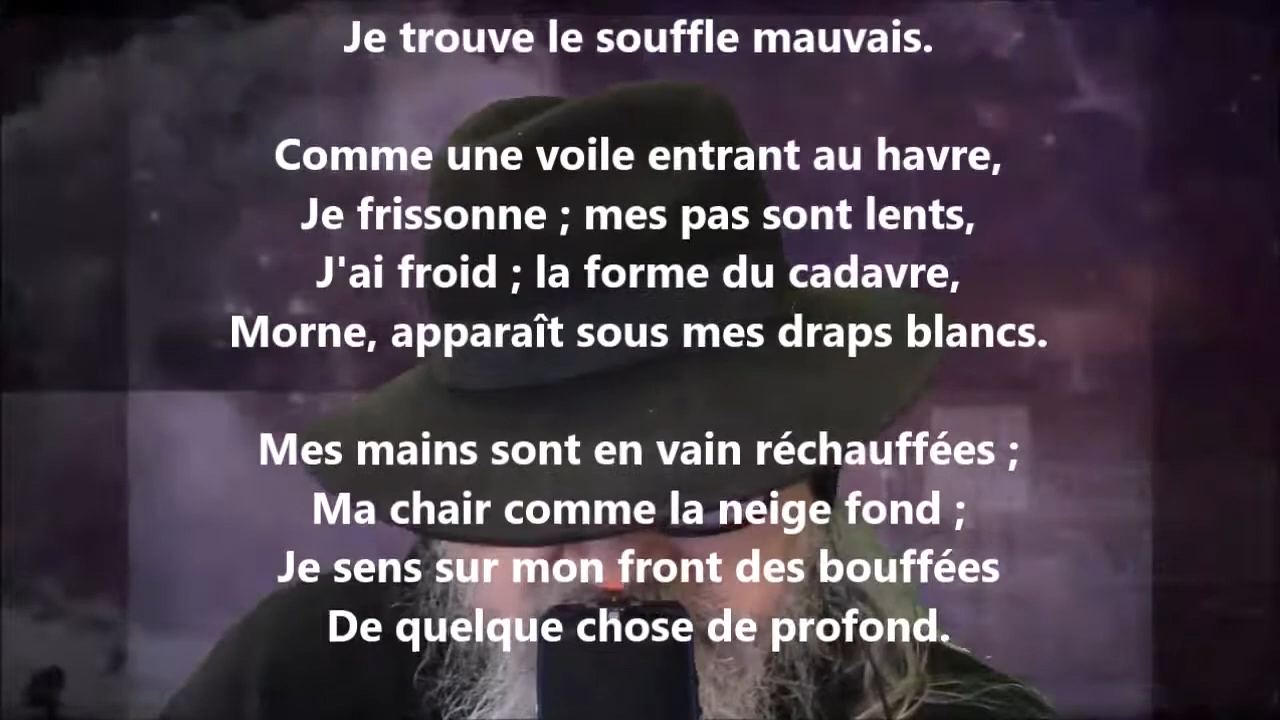 Je trouve le souffle mauvais.
Comme une voile entrant au havre,
Je frissonne ; mes pas sont lents,
J'ai froid ; la forme du cadavre,
Morne, apparaît sous mes draps blancs.
Mes mains sont en vain réchauffées ;
Ma chair comme la neige fond ;
Je sens sur mon front des bouffées
De quelque chose de profond.